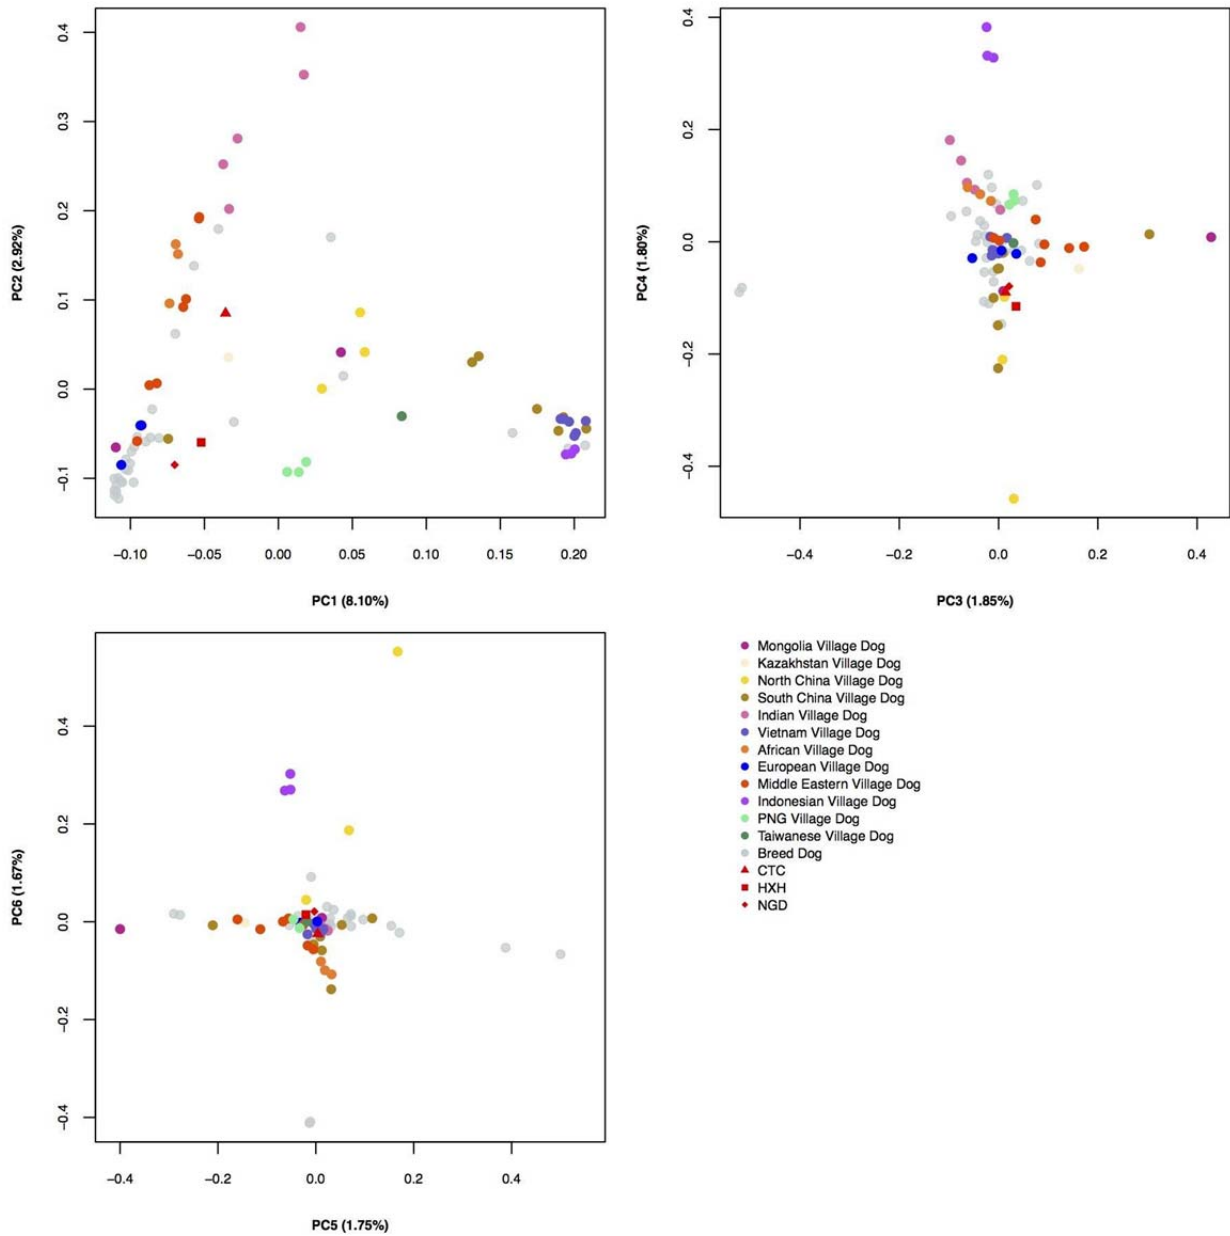 0.4
0.3
0.2
0.1
0.0
−0.1
PC2 (2.92%)
−0.10 −0.05 0.00 0.05 0.10 0.15 0.20
PC1 (8.10%)
0.4
0.2
0.0
−0.2
−0.4
PC4 (1.80%)
−0.4 −0.2 0.0 0.2 0.4
PC3 (1.85%)
0.4
0.2
0.0
−0.2
−0.4
PC6 (1.67%)
−0.4 −0.2 0.0 0.2 0.4
PC5 (1.75%)
Mongolia Village Dog
Kazakhstan Village Dog
North China Village Dog
South China Village Dog
Indian Village Dog
Vietnam Village Dog
African Village Dog
European Village Dog
Middle Eastern Village Dog
Indonesian Village Dog
PNG Village Dog
Taiwanese Village Dog
Breed Dog
CTC
HXH
NGD